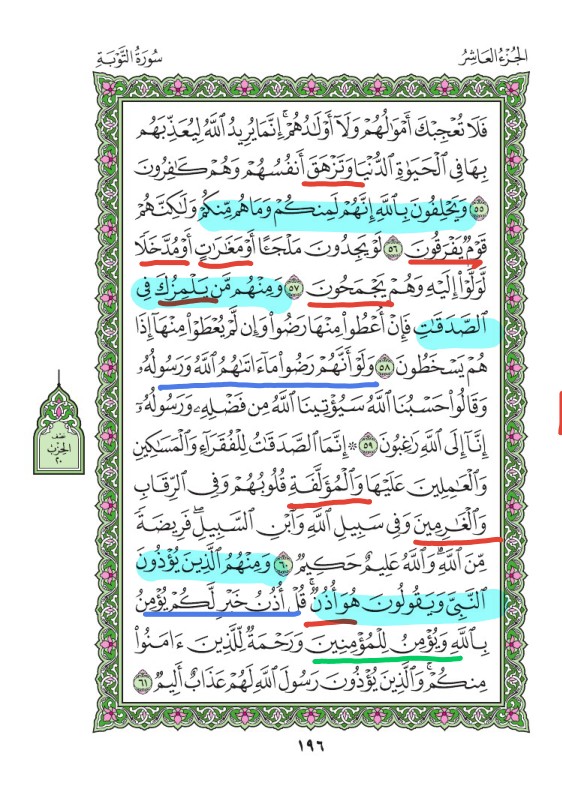 الجُزْءُ العَاشِرُ
سُورَةُ التَّوْبَةِ
فَلَا تُعْجِبْكَ أَمْوَٰلُهُمْ وَلَآ أَوْلَٰدُهُمْ ۚ إِنَّمَا يُرِيدُ ٱللَّهُ لِيُعَذِّبَهُم
بِهَا فِى ٱلْحَيَوٰةِ ٱلدُّنْيَا وَتَزْهَقَ أَنفُسُهُمْ وَهُمْ كَٰفِرُونَ
٥٥ وَيَحْلِفُونَ بِٱللَّهِ إِنَّهُمْ لَمِنكُمْ وَمَا هُم مِّنكُمْ وَلَٰكِنَّهُمْ
قَوْمٌ يَفْرَقُونَ ٥٦ لَوْ يَجِدُونَ مَلْجَـًٔا أَوْ مَغَٰرَٰتٍ أَوْ مُدَّخَلًا
لَّوَلَّوْا۟ إِلَيْهِ وَهُمْ يَجْمَحُونَ ٥٧ وَمِنْهُم مَّن يَلْمِزُكَ فِى
ٱلصَّدَقَٰتِ فَإِنْ أُعْطُوا۟ مِنْهَا رَضُوا۟ وَإِن لَّمْ يُعْطَوْا۟ مِنْهَآ إِذَا
هُمْ يَسْخَطُونَ ٥٨ وَلَوْ أَنَّهُمْ رَضُوا۟ مَآ ءَاتَىٰهُمُ ٱللَّهُ وَرَسُولُهُۥ
وَقَالُوا۟ حَسْبُنَا ٱللَّهُ سَيُؤْتِينَا ٱللَّهُ مِن فَضْلِهِۦ وَرَسُولُهُۥٓ
إِنَّآ إِلَى ٱللَّهِ رَٰغِبُونَ ٥٩ ۞ إِنَّمَا ٱلصَّدَقَٰتُ لِلْفُقَرَآءِ وَٱلْمَسَٰكِينِ
وَٱلْعَٰمِلِينَ عَلَيْهَا وَٱلْمُؤَلَّفَةِ قُلُوبُهُمْ وَفِى ٱلرِّقَابِ
وَٱلْغَٰرِمِينَ وَفِى سَبِيلِ ٱللَّهِ وَٱبْنِ ٱلسَّبِيلِ ۖ فَرِيضَةً
مِّنَ ٱللَّهِ ۗ وَٱللَّهُ عَلِيمٌ حَكِيمٌ ٦٠ وَمِنْهُمُ ٱلَّذِينَ يُؤْذُونَ
ٱلنَّبِىَّ وَيَقُولُونَ هُوَ أُذُنٌ ۚ قُلْ أُذُنُ خَيْرٍ لَّكُمْ يُؤْمِنُ
بِٱللَّهِ وَيُؤْمِنُ لِلْمُؤْمِنِينَ وَرَحْمَةٌ لِّلَّذِينَ ءَامَنُوا۟
مِنكُمْ ۚ وَٱلَّذِينَ يُؤْذُونَ رَسُولَ ٱللَّهِ لَهُمْ عَذَابٌ أَلِيمٌ ٦١
نصف
الحزب
٢٠
١٩٦